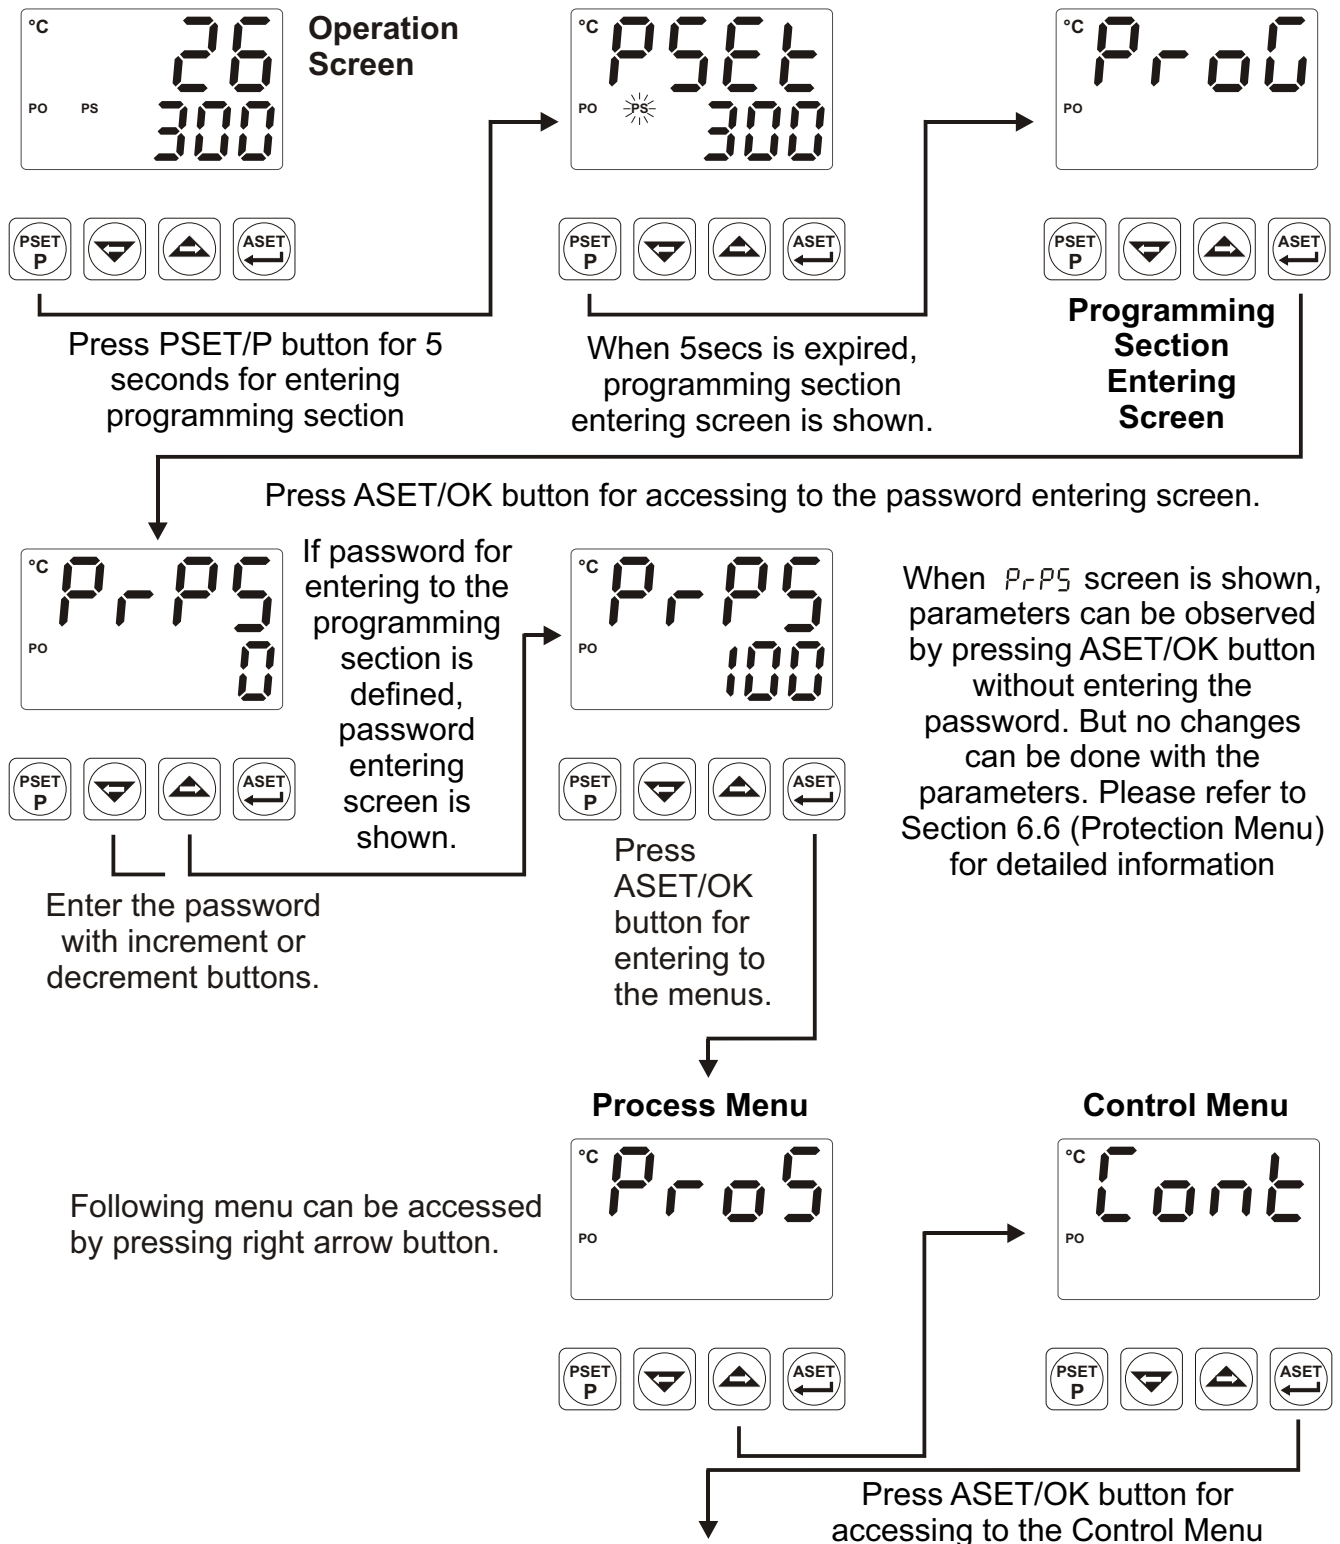 °C
26
Operation
Screen
PO PS
300
°C
PSEt
PO PS
300
°C
ProG
PO
PSET
P
ASET
PSET
P
ASET
PSET
P
ASET
Press PSET/P button for 5
seconds for entering
programming section
When 5secs is expired,
programming section
entering screen is shown.
Programming
Section
Entering
Screen
Press ASET/OK button for accessing to the password entering screen.
°C
PrPS
PO
0
If password for
entering to the
programming
section is
defined,
password
entering
screen is
shown.
°C
PrPS
PO
100
When PrPS screen is shown,
parameters can be observed
by pressing ASET/OK button
without entering the
password. But no changes
can be done with the
parameters. Please refer to
Section 6.6 (Protection Menu)
for detailed information
PSET
P
ASET
PSET
P
ASET
Enter the password
with increment or
decrement buttons.
Press
ASET/OK
button for
entering to
the menus.
Process Menu
Control Menu
Following menu can be accessed
by pressing right arrow button.
°C
ProS
PO
°C
Cont
PO
PSET
P
ASET
PSET
P
ASET
Press ASET/OK button for
accessing to the Control Menu